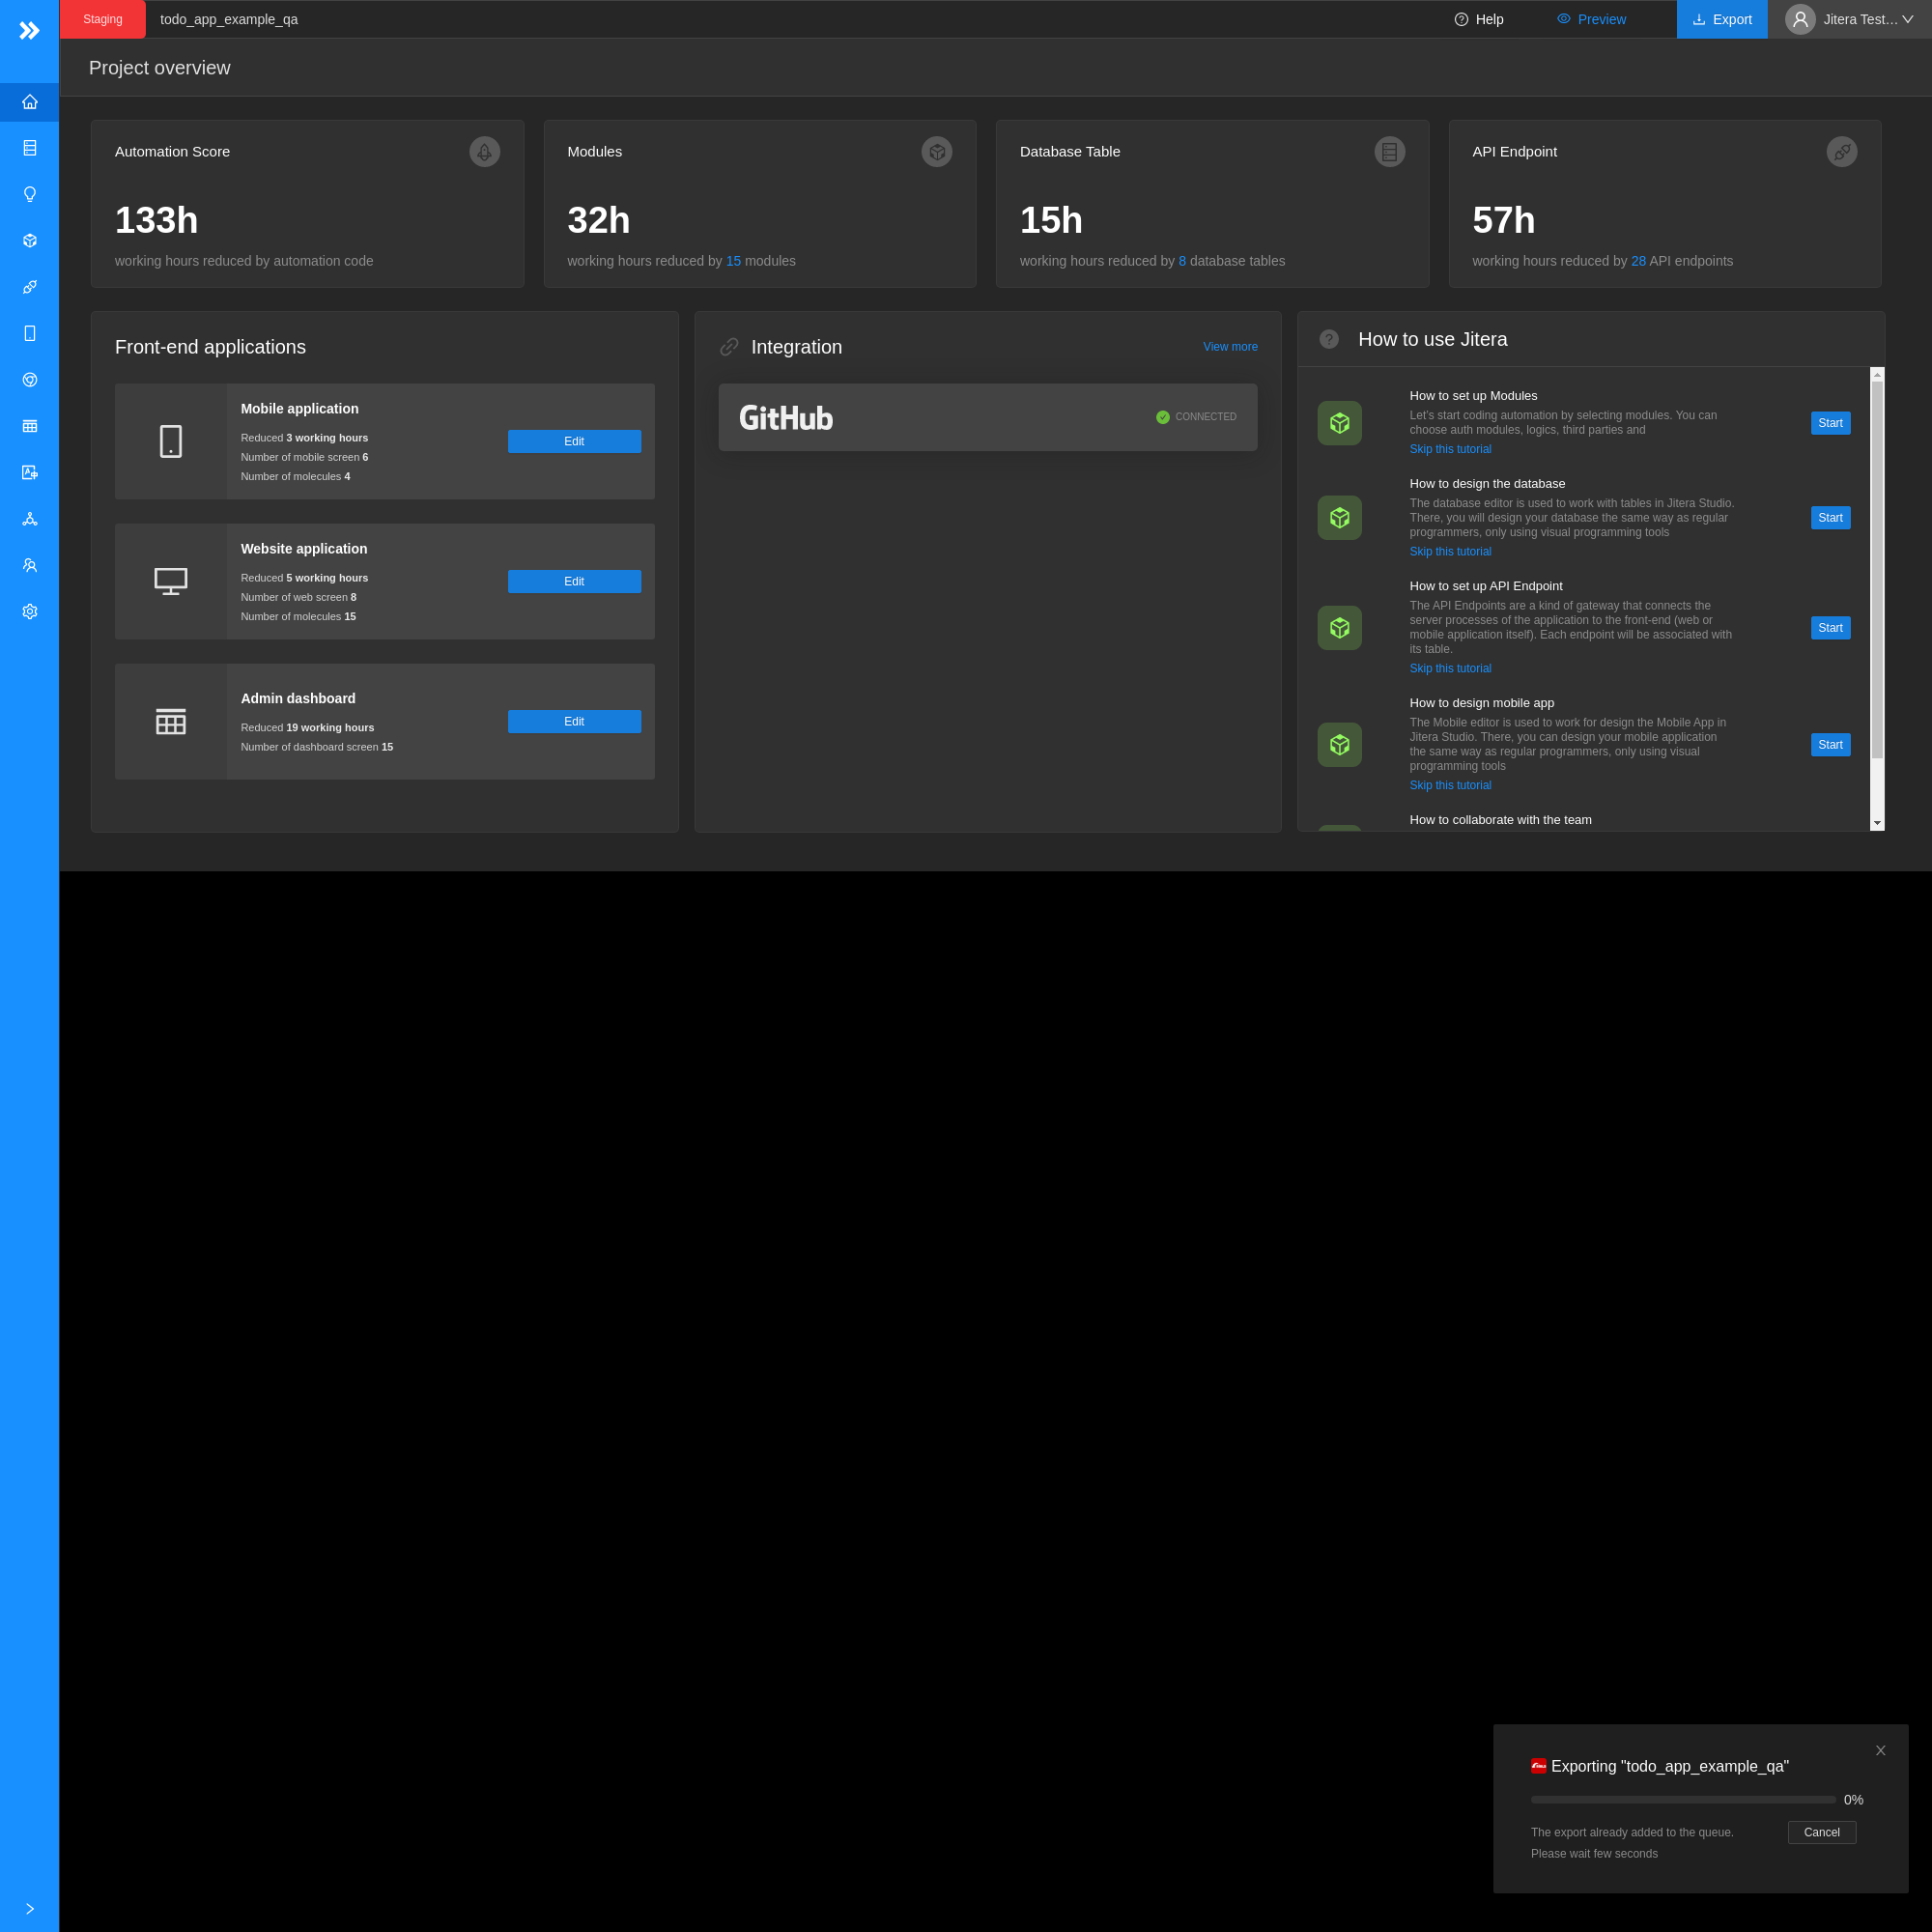 Staging
todo_app_example_qa
Help
Preview
Export
Jitera Test...
Project overview
Automation Score
133h
working hours reduced by automation code
Modules
32h
working hours reduced by 15 modules
Database Table
15h
working hours reduced by 8 database tables
API Endpoint
57h
working hours reduced by 28 API endpoints
Front-end applications
Mobile application
Reduced 3 working hours
Number of mobile screen 6
Number of molecules 4
Edit
Website application
Reduced 5 working hours
Number of web screen 8
Number of molecules 15
Edit
Admin dashboard
Reduced 19 working hours
Number of dashboard screen 15
Edit
Integration
View more
GitHub
CONNECTED
How to use Jitera
How to set up Modules
Let's start coding automation by selecting modules. You can
choose auth modules, logics, third parties and
Skip this tutorial
Start
How to design the database
The database editor is used to work with tables in Jitera Studio.
There, you will design your database the same way as regular
programmers, only using visual programming tools
Skip this tutorial
Start
How to set up API Endpoint
The API Endpoints are a kind of gateway that connects the
server processes of the application to the front-end (web or
mobile application itself). Each endpoint will be associated with
its table.
Skip this tutorial
Start
How to design mobile app
The Mobile editor is used to work for design the Mobile App in
Jitera Studio. There, you can design your mobile application
the same way as regular programmers, only using visual
programming tools
Skip this tutorial
Start
How to collaborate with the team
Exporting "todo_app_example_qa"
0%
The export already added to the queue.
Please wait few seconds
Cancel